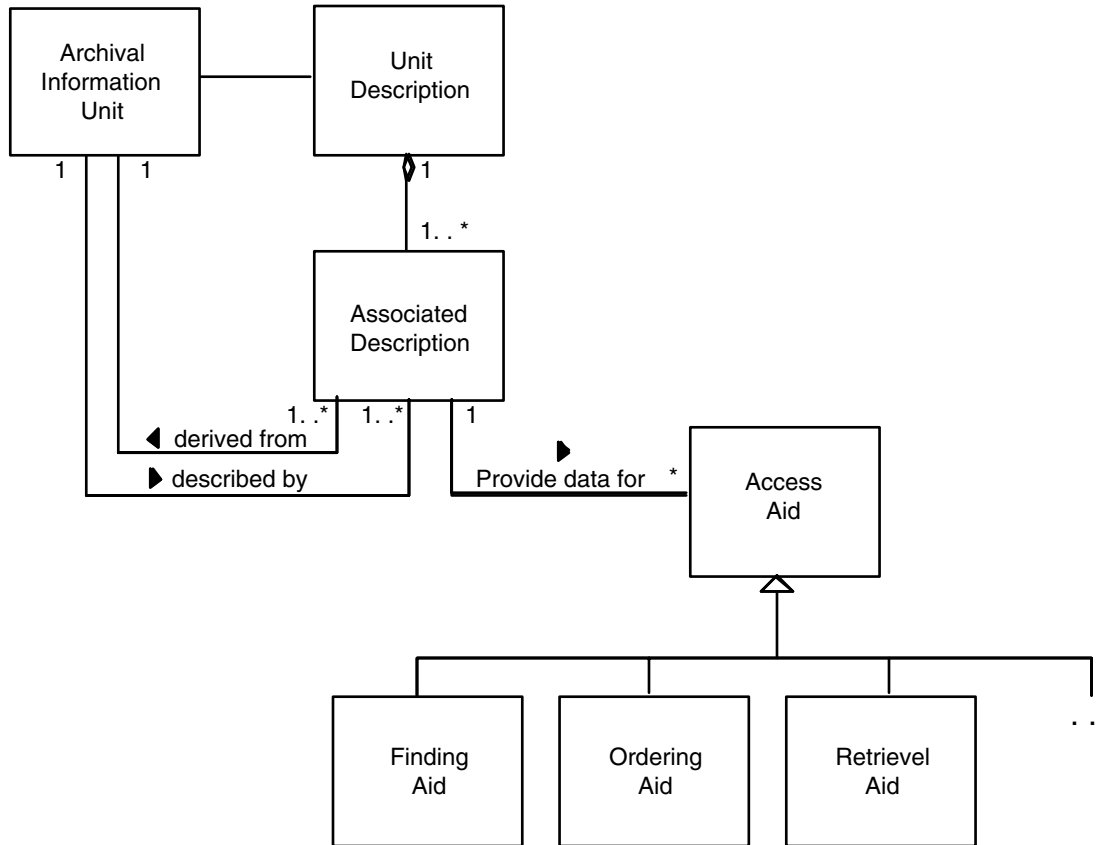 Archival
Information
Unit
Unit
Description
1
1
1
1. . *
Associated
Description
1. .*
1. .*
1
derived from
described by
Provide data for
*
Access
Aid
Finding
Aid
Ordering
Aid
Retrievel
Aid
. .